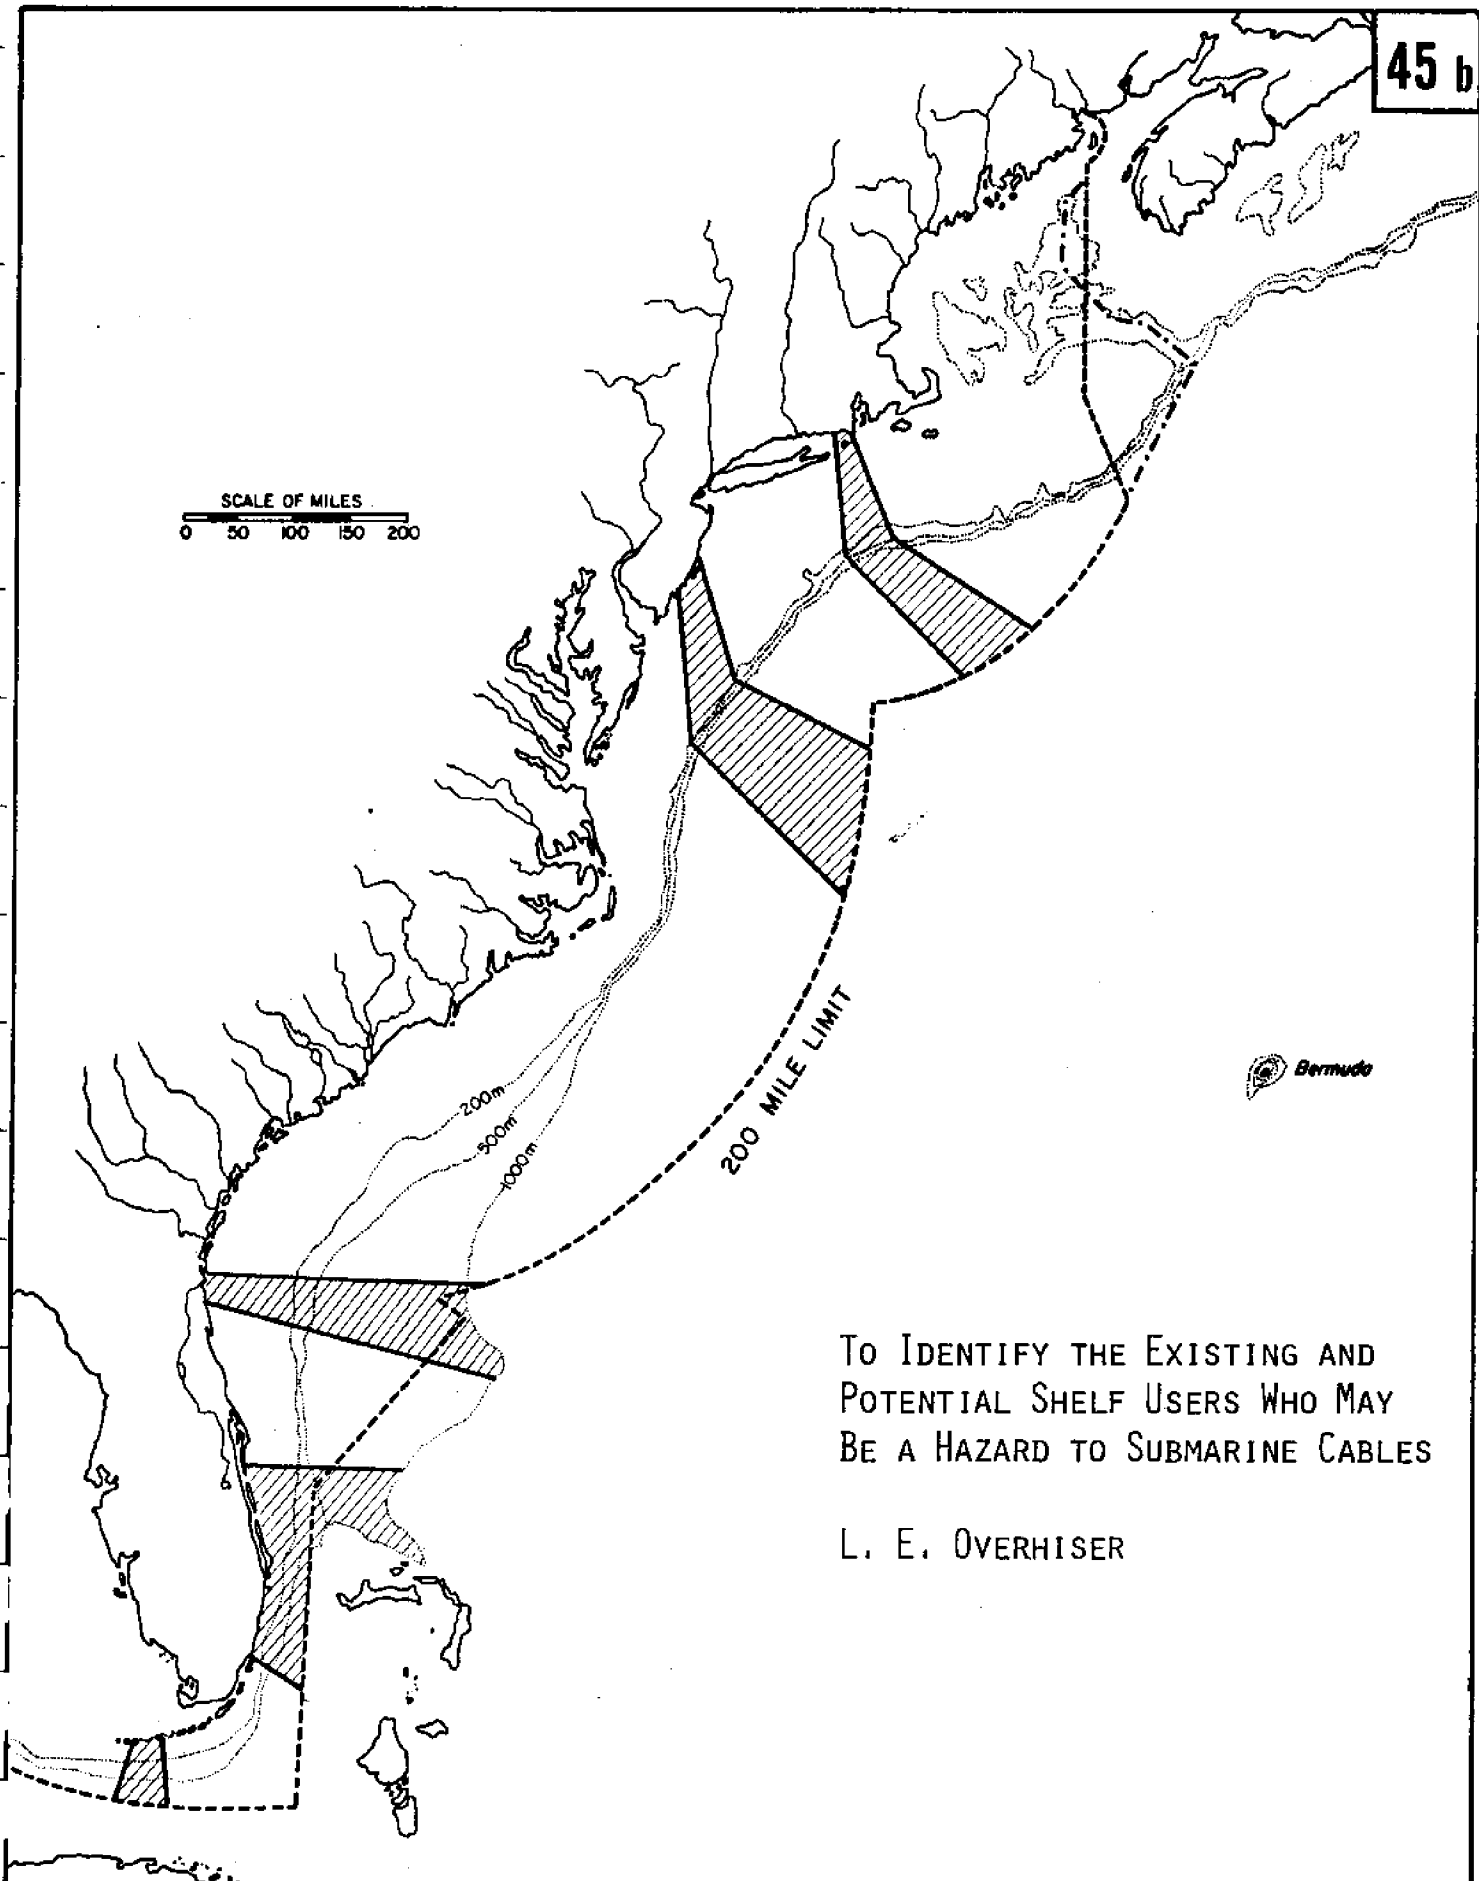 45 b
SCALE OF MILES
0 50 100 150 200
200 MILE LIMIT
Bermuda
200m
500m
1000m
TO IDENTIFY THE EXISTING AND
POTENTIAL SHELF USERS WHO MAY
BE A HAZARD TO SUBMARINE CABLES
L. E. OVERHISER